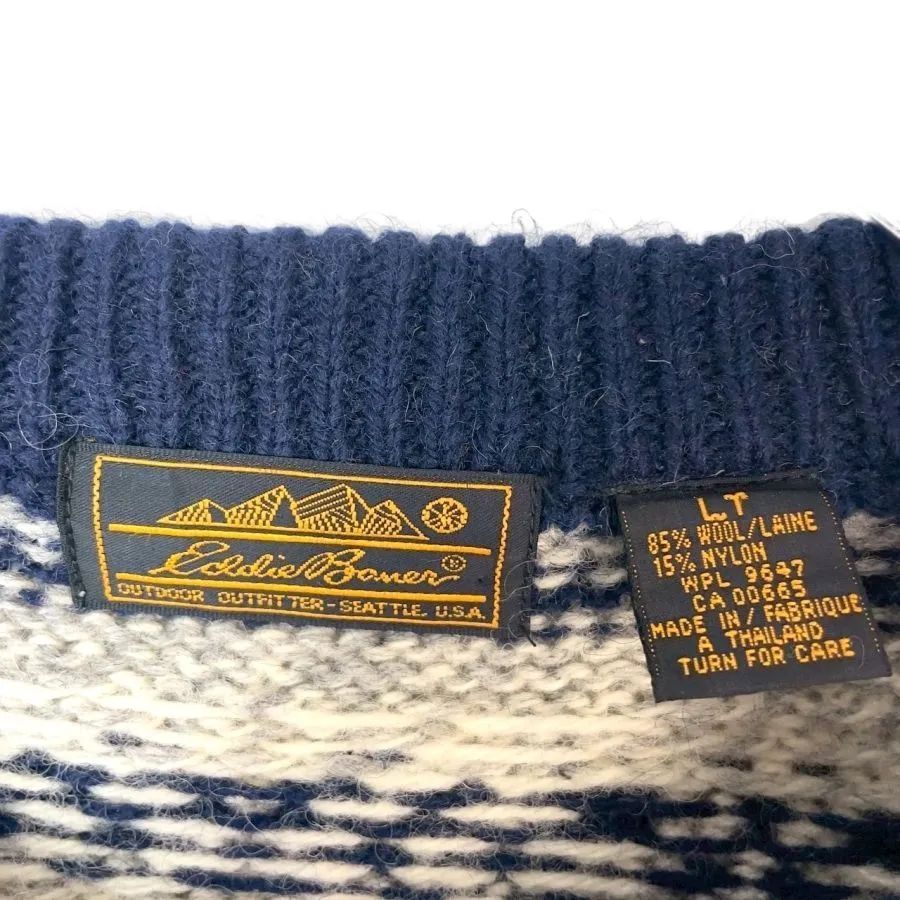 Eddie Bauer®
OUTDOOR OUTFITTER-SEATTLE, U.S.A.
LT
85% WOOL/LAINE
15% NYLON
WPL 9647
CA 00665
MADE IN/FABRIQUE
A THAILAND
TURN FOR CARE